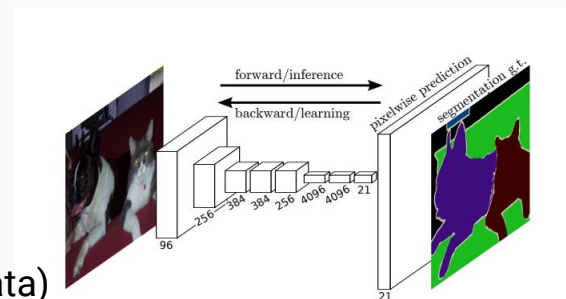 forward/inference
backward/learning
pixelwise prediction
segmentation g.t.
96
256
384
384
256
4096
4096
21
21
ata)